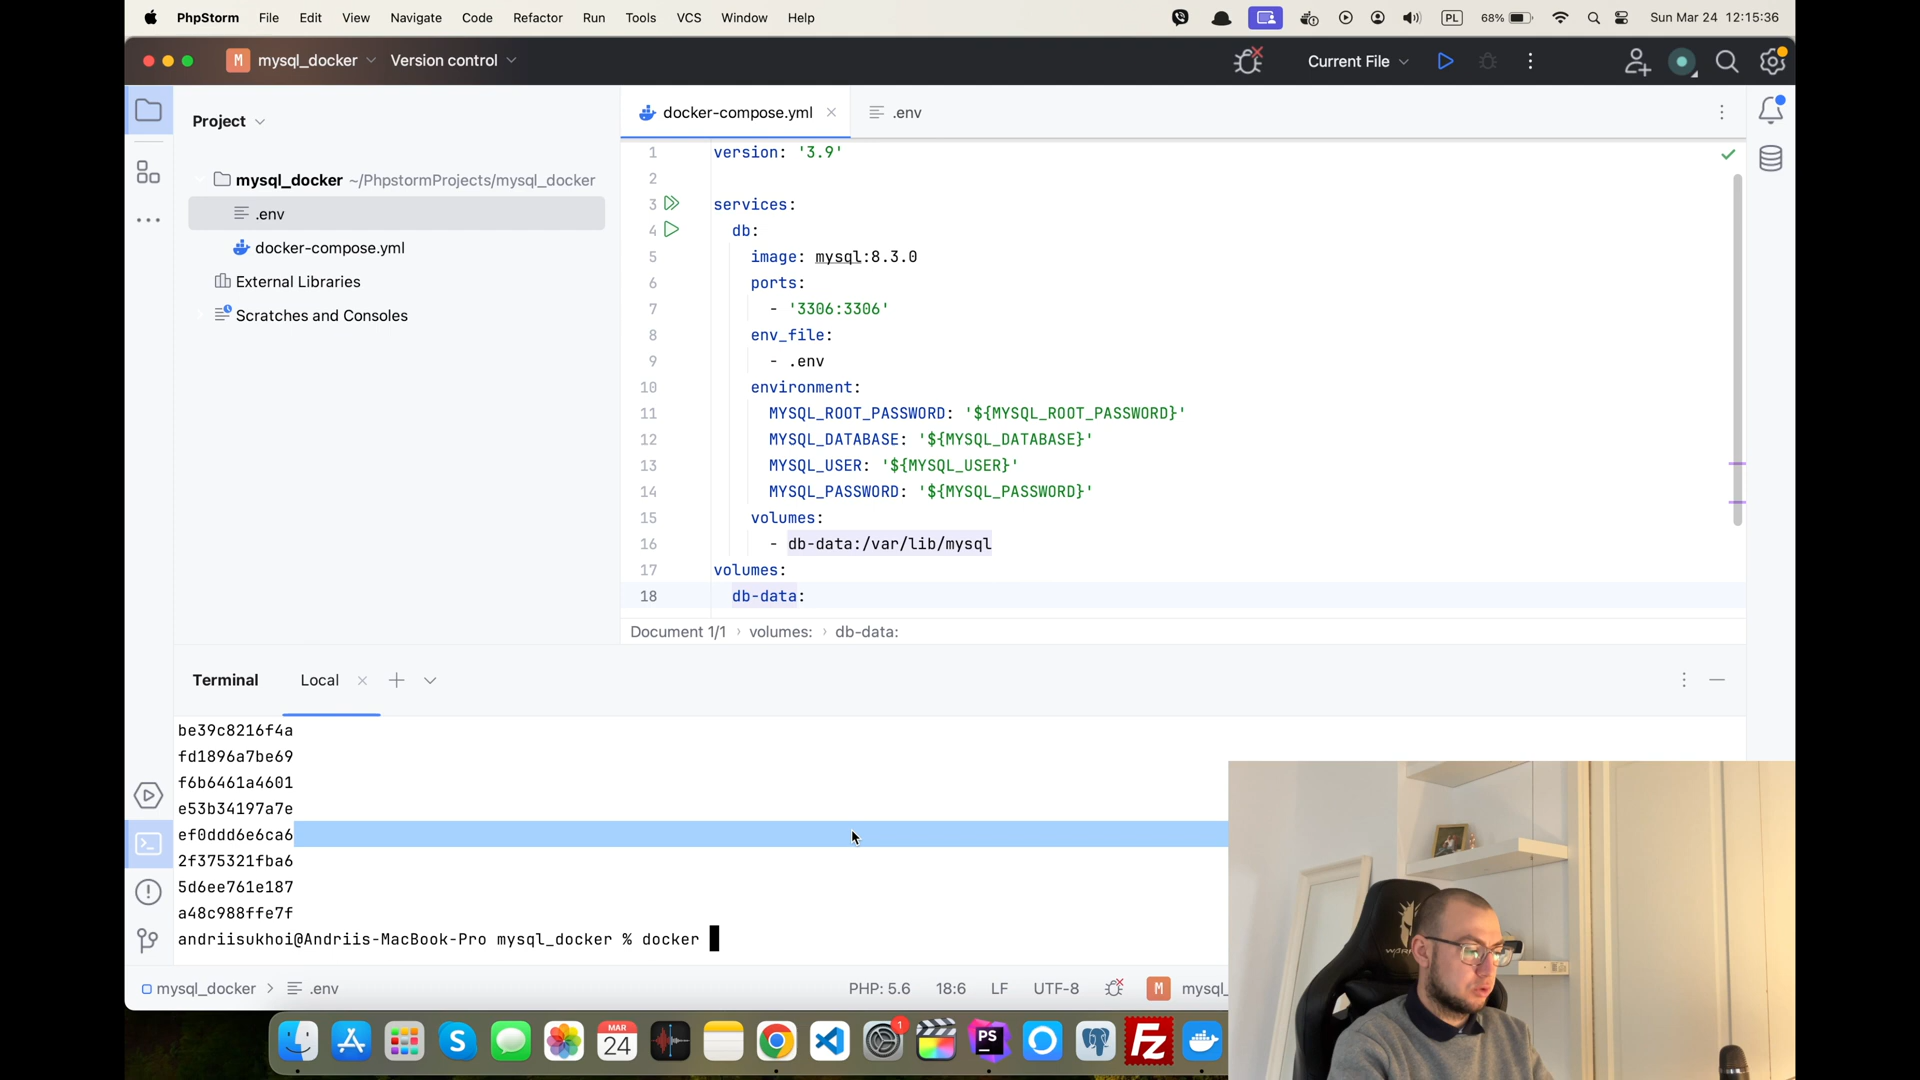 PhpStorm File Edit View Navigate Code Refactor Run Tools VCS Window Help PL 68% Sun Mar 24 12:15:36
M mysql_docker Version control Current File
Project
docker-compose.yml .env
mysql_docker ~/PhpstormProjects/mysql_docker
.env
docker-compose.yml
External Libraries
Scratches and Consoles
1 version: '3.9'
2
3 services:
4 db:
5 image: mysql:8.3.0
6 ports:
7 - '3306:3306'
8 env_file:
9 - .env
10 environment:
11 MYSQL_ROOT_PASSWORD: '${MYSQL_ROOT_PASSWORD}'
12 MYSQL_DATABASE: '${MYSQL_DATABASE}'
13 MYSQL_USER: '${MYSQL_USER}'
14 MYSQL_PASSWORD: '${MYSQL_PASSWORD}'
15 volumes:
16 - db-data:/var/lib/mysql
17 volumes:
18 db-data:
Document 1/1 › volumes: › db-data:
Terminal Local
be39c8216f4a
fd1896a7be69
f6b6461a4601
e53b34197a7e
ef0ddd6e6ca6
2f375321fba6
5d6ee761e187
a48c988ffe7f
andriisukhoi@Andriis-MacBook-Pro mysql_docker % docker
mysql_docker > .env PHP: 5.6 18:6 LF UTF-8 M mysql_
MAR
24
1
PS
FZ